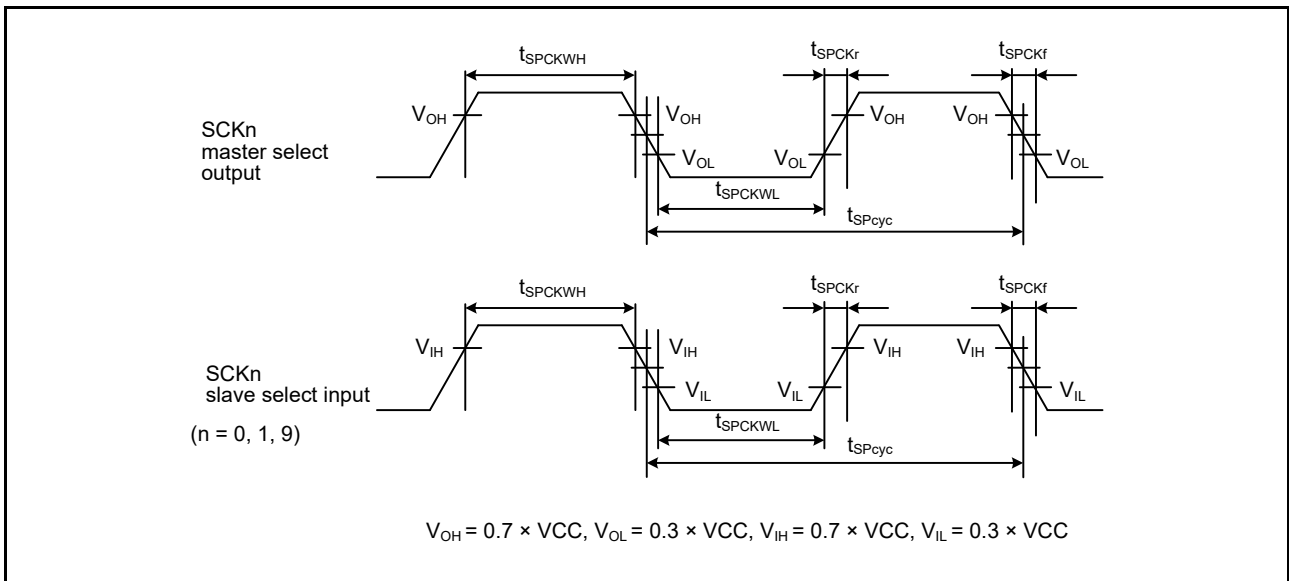 tSPCKWH tSPCKr tSPCKf
VOH VOH VOH VOH
SCKn
master select
output
VOL VOL VOL
tSPCKWL
tSPcyc
tSPCKWH tSPCKr tSPCKf
VIH VIH VIH VIH
SCKn
slave select input
VIL VIL VIL
(n = 0, 1, 9)
tSPCKWL
tSPcyc
VOH = 0.7 × VCC, VOL = 0.3 × VCC, VIH = 0.7 × VCC, VIL = 0.3 × VCC